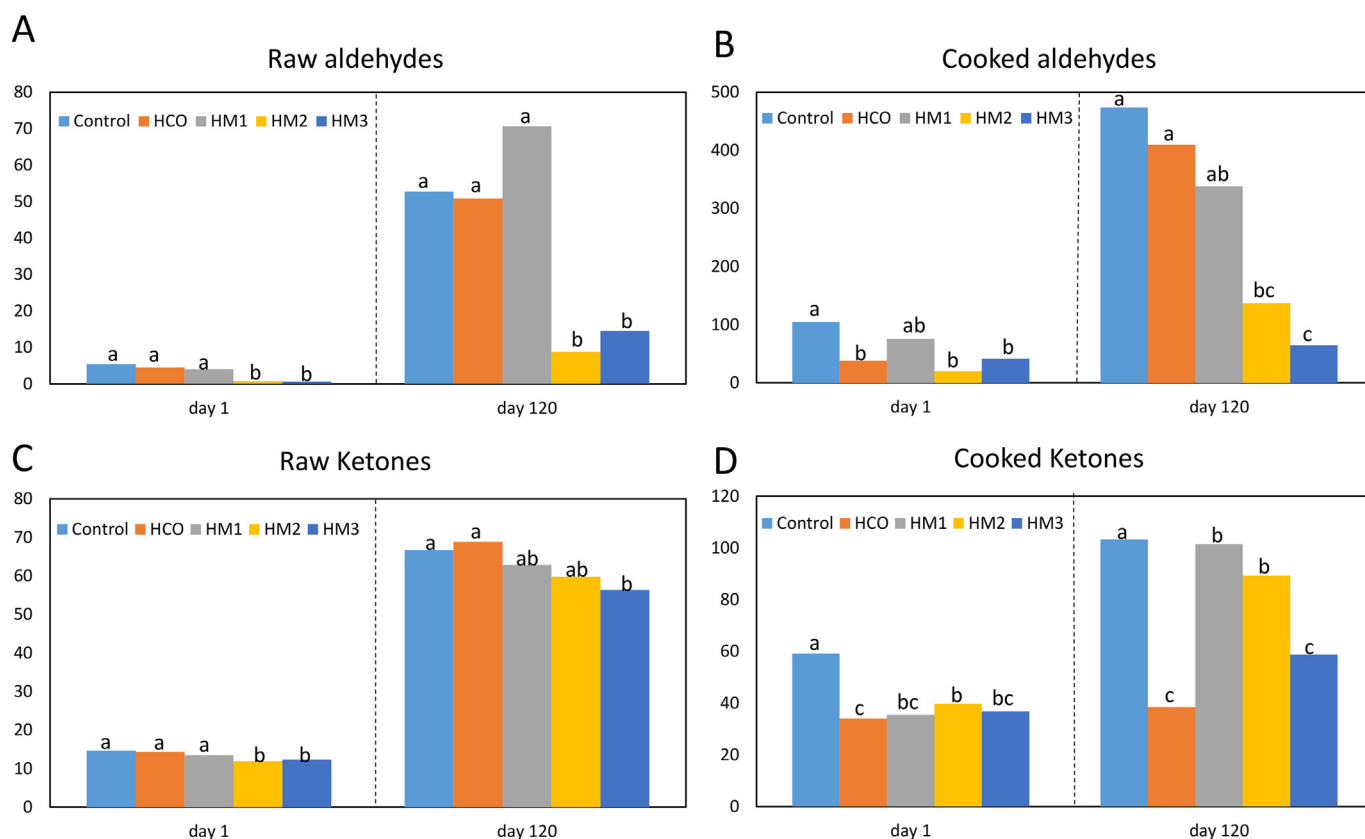 A
Raw aldehydes
80
70
60
50
40
30
20
10
0
Control HCO HM1 HM2 HM3
a a a b b
a a a b b
day 1 day 120
B
Cooked aldehydes
500
400
300
200
100
0
Control HCO HM1 HM2 HM3
a b ab b b
a a ab bc c
day 1 day 120
C
Raw Ketones
80
70
60
50
40
30
20
10
0
Control HCO HM1 HM2 HM3
a a a b b
a a ab ab b
day 1 day 120
D
Cooked Ketones
120
100
80
60
40
20
0
Control HCO HM1 HM2 HM3
a c bc b bc
a c b b c
day 1 day 120